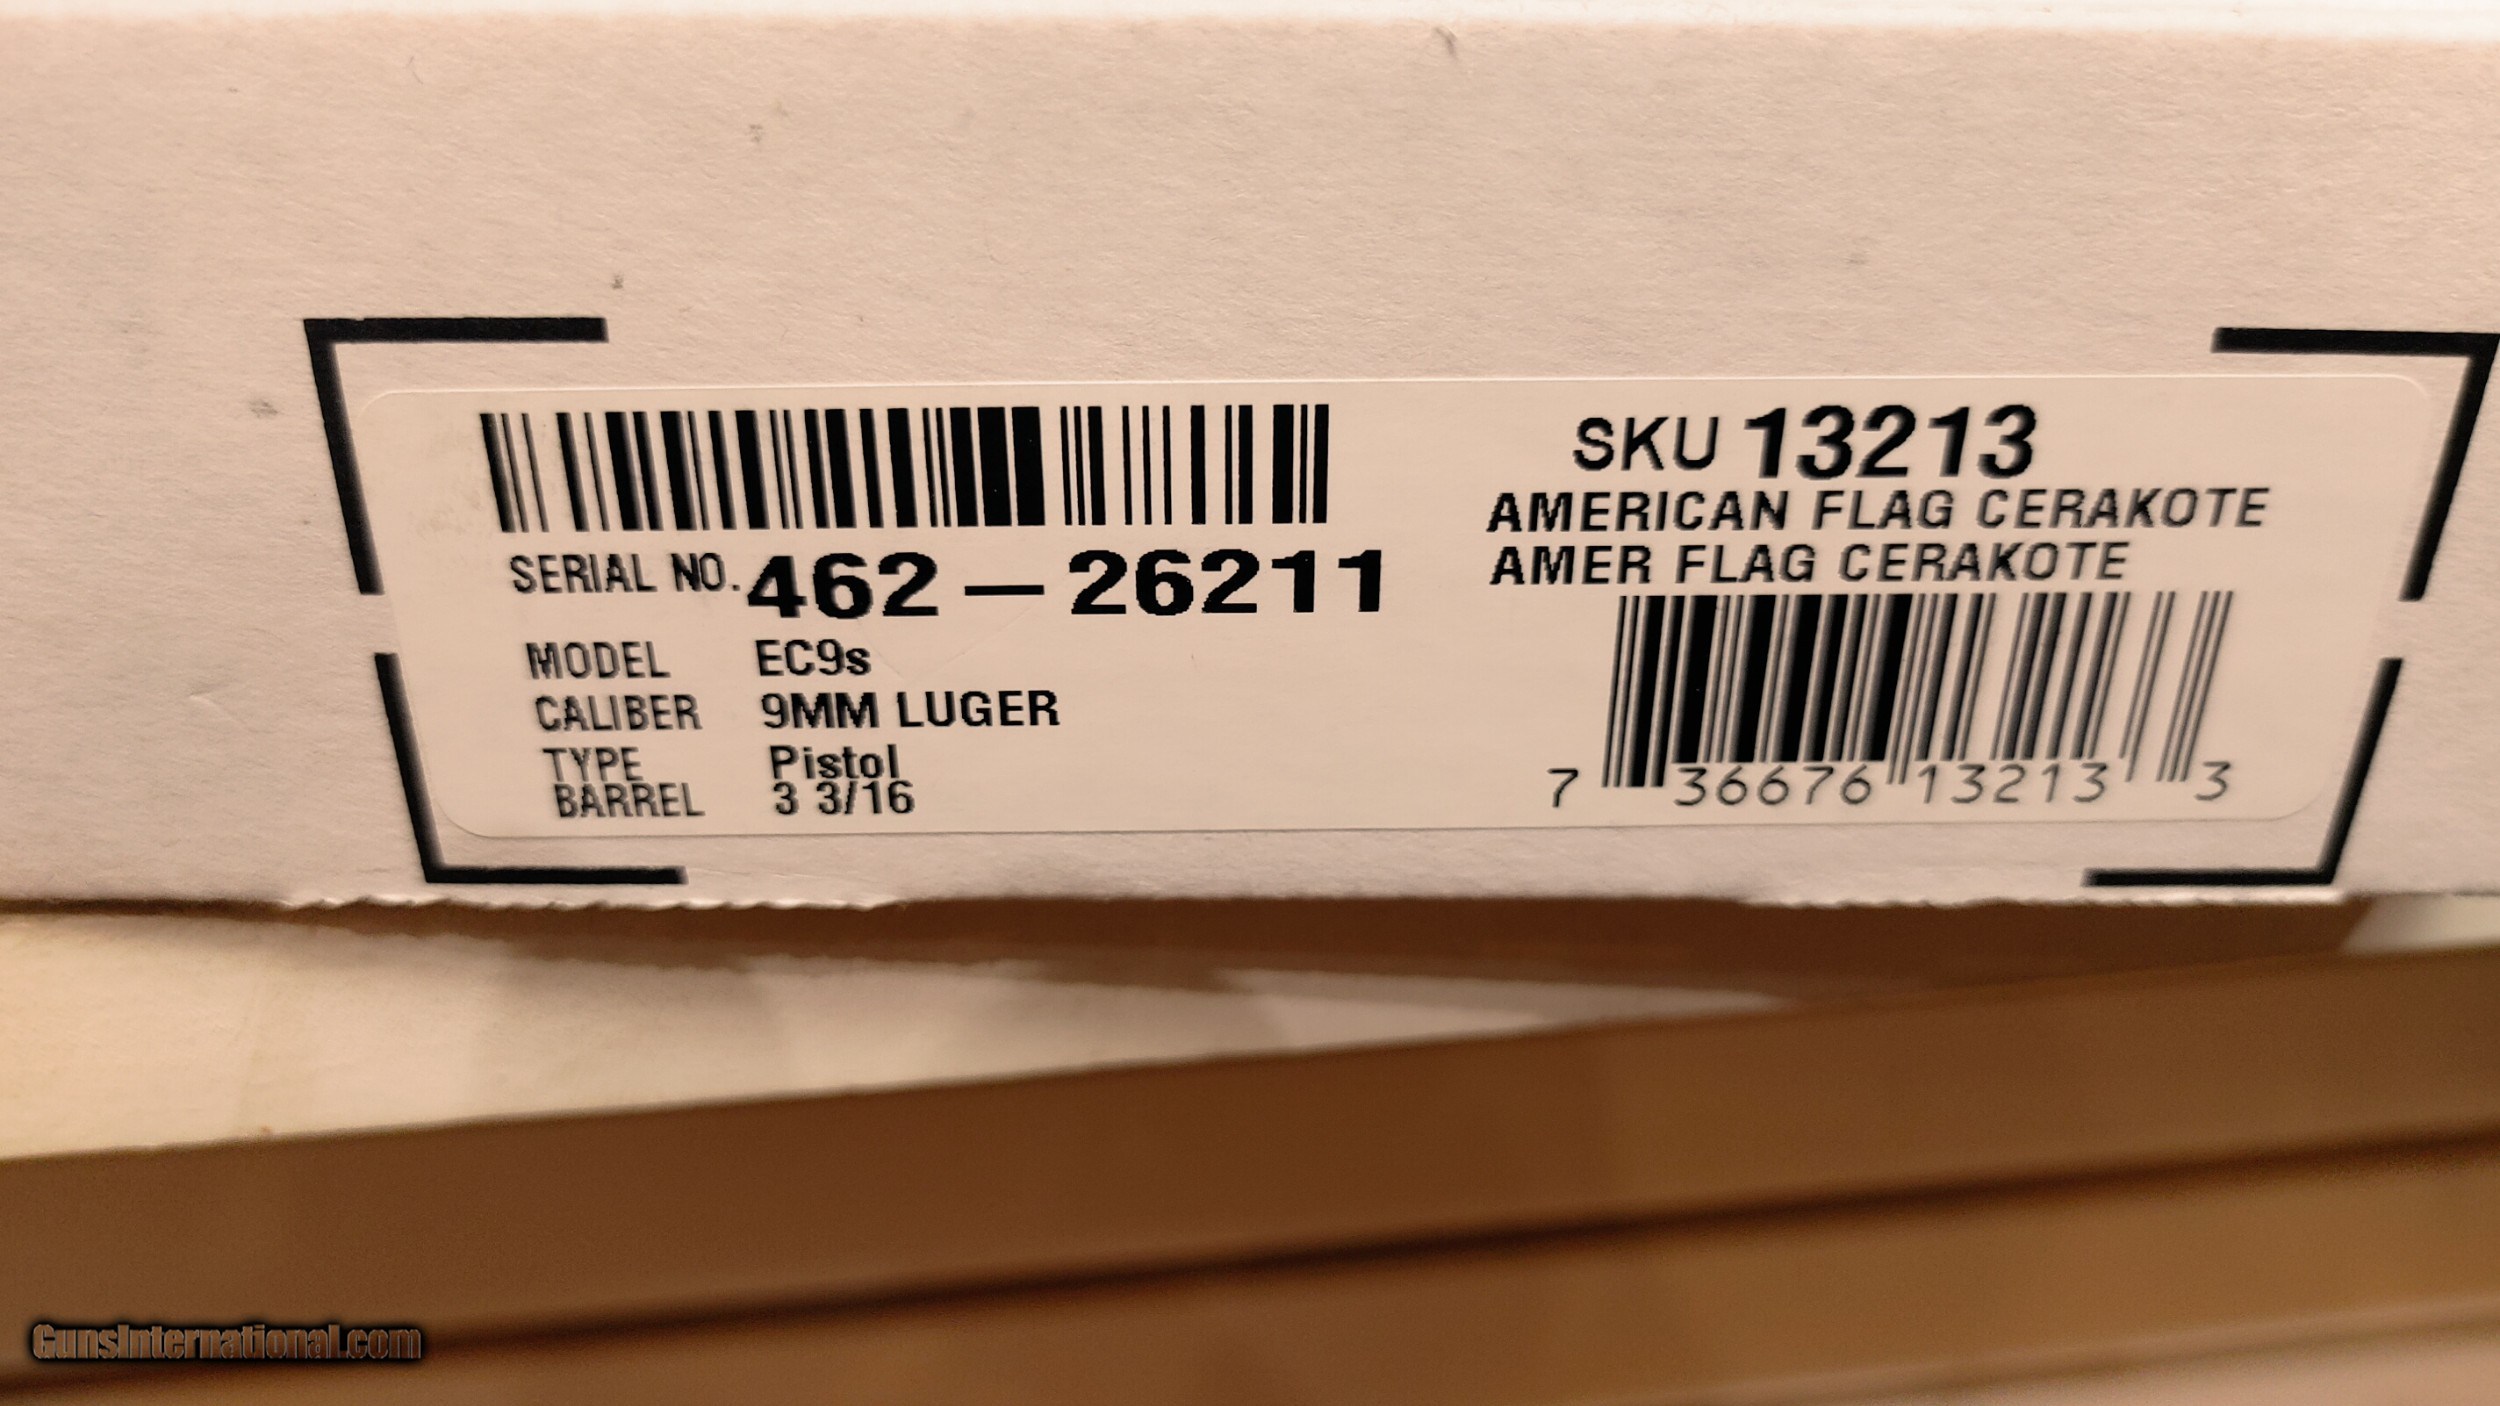 SERIAL NO. 462-26211
MODEL EC9s
CALIBER 9MM LUGER
TYPE Pistol
BARREL 3 3/16
SKU 13213
AMERICAN FLAG CERAKOTE
AMER FLAG CERAKOTE
7 36676 13213 3
GunsInternational.com